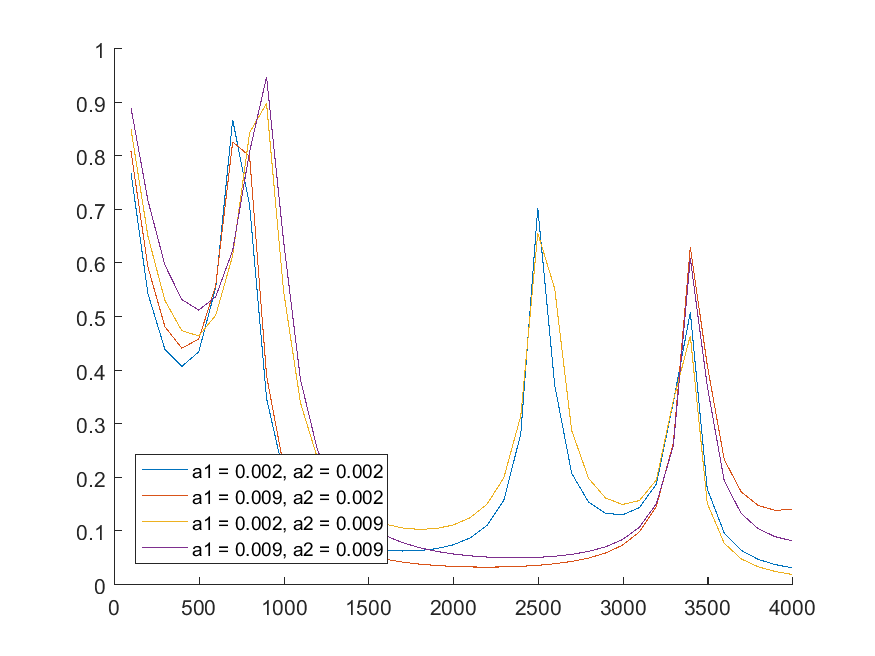 1
0.9
0.8
0.7
0.6
0.5
0.4
0.3
0.2
0.1
0
a1 = 0.002, a2 = 0.002
a1 = 0.009, a2 = 0.002
a1 = 0.002, a2 = 0.009
a1 = 0.009, a2 = 0.009
0 500 1000 1500 2000 2500 3000 3500 4000